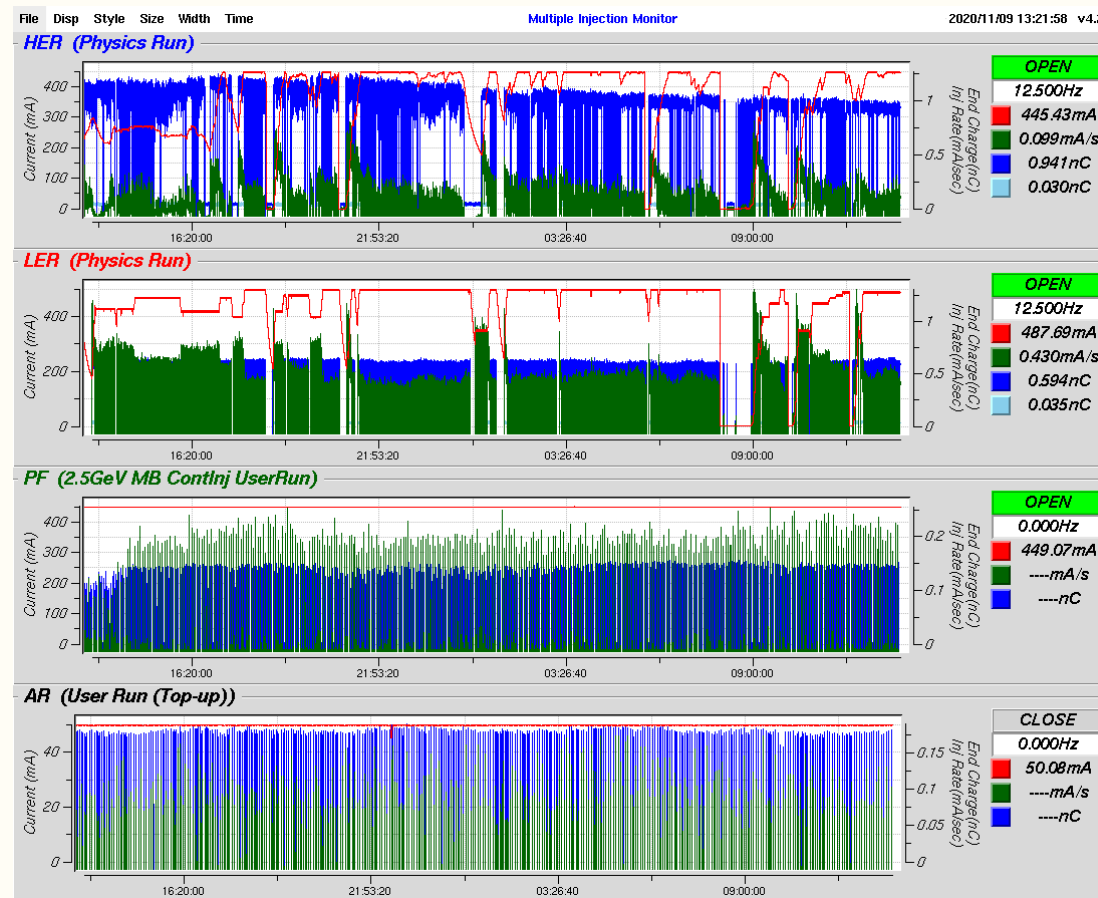 File Disp Style Size Width Time Multiple Injection Monitor 2020/11/09 13:21:58 v4.
HER (Physics Run)
Current (mA)
400
300
200
100
0
1
0.5
0
End Charge(nC)
Inj Rate(mA/sec)
16:20:00 21:53:20 03:26:40 09:00:00
OPEN
12.500Hz
445.43mA
0.099mA/s
0.941nC
0.030nC
LER (Physics Run)
Current (mA)
400
200
0
1
0.5
0
End Charge(nC)
Inj Rate(mA/sec)
16:20:00 21:53:20 03:26:40 09:00:00
OPEN
12.500Hz
487.69mA
0.430mA/s
0.594nC
0.035nC
PF (2.5GeV MB ContInj UserRun)
Current (mA)
400
300
200
100
0
0.2
0.1
0
End Charge(nC)
Inj Rate(mA/sec)
16:20:00 21:53:20 03:26:40 09:00:00
OPEN
0.000Hz
449.07mA
----mA/s
----nC
AR (User Run (Top-up))
Current (mA)
40
20
0
0.15
0.1
0.05
0
End Charge(nC)
Inj Rate(mA/sec)
16:20:00 21:53:20 03:26:40 09:00:00
CLOSE
0.000Hz
50.08mA
----mA/s
----nC